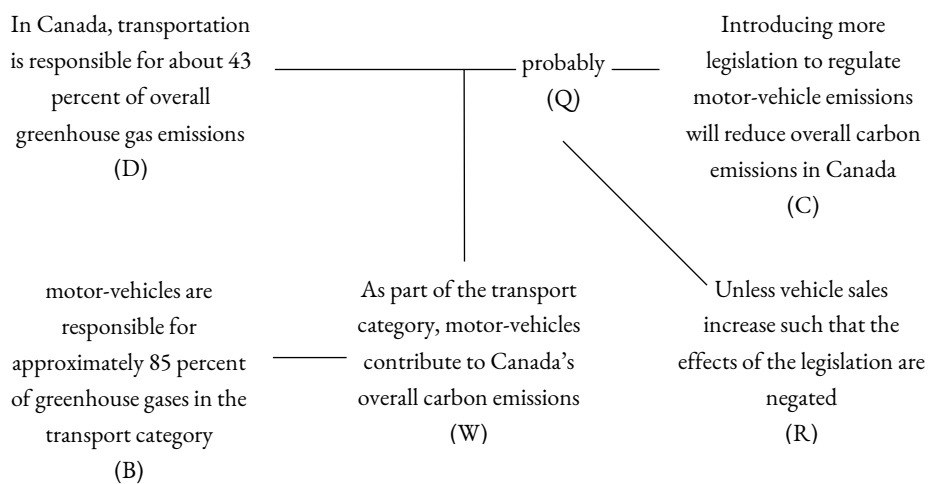 In Canada, transportation
is responsible for about 43
percent of overall
greenhouse gas emissions
(D)
probably
(Q)
Introducing more
legislation to regulate
motor-vehicle emissions
will reduce overall carbon
emissions in Canada
(C)
motor-vehicles are
responsible for
approximately 85 percent
of greenhouse gases in the
transport category
(B)
As part of the transport
category, motor-vehicles
contribute to Canada’s
overall carbon emissions
(W)
Unless vehicle sales
increase such that the
effects of the legislation are
negated
(R)